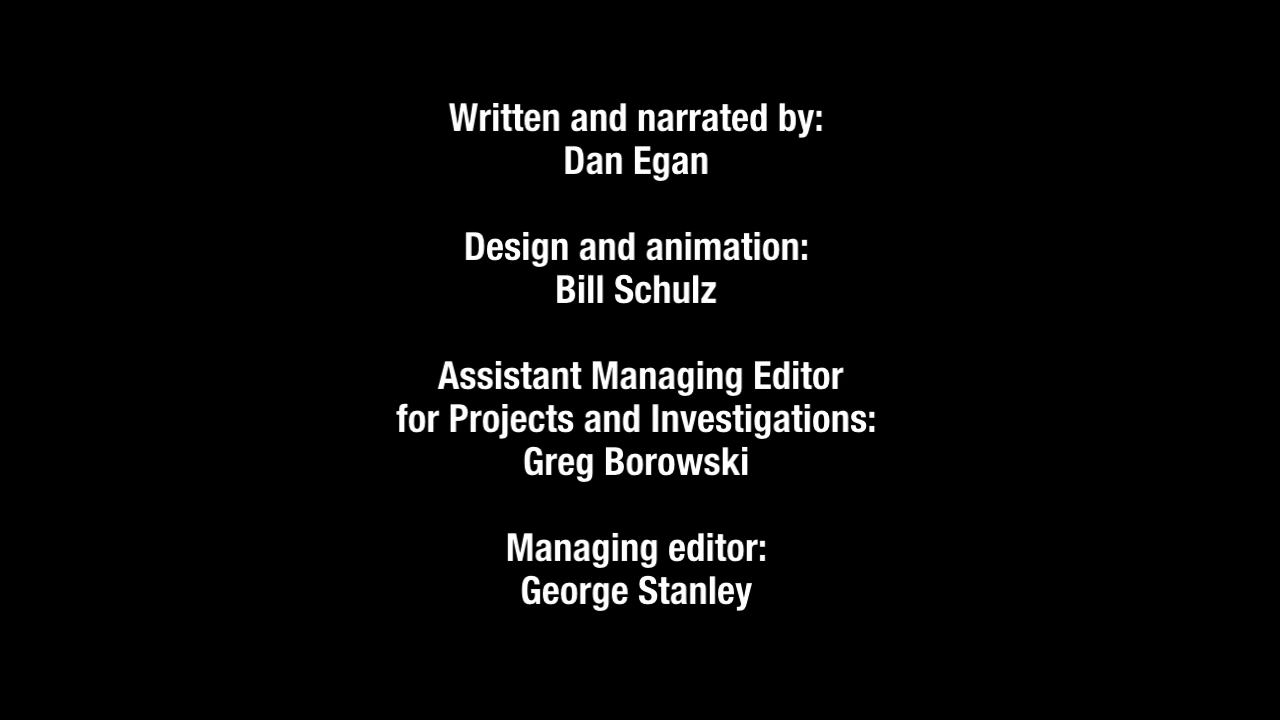 Written and narrated by:
Dan Egan
Design and animation:
Bill Schulz
Assistant Managing Editor
for Projects and Investigations:
Greg Borowski
Managing editor:
George Stanley